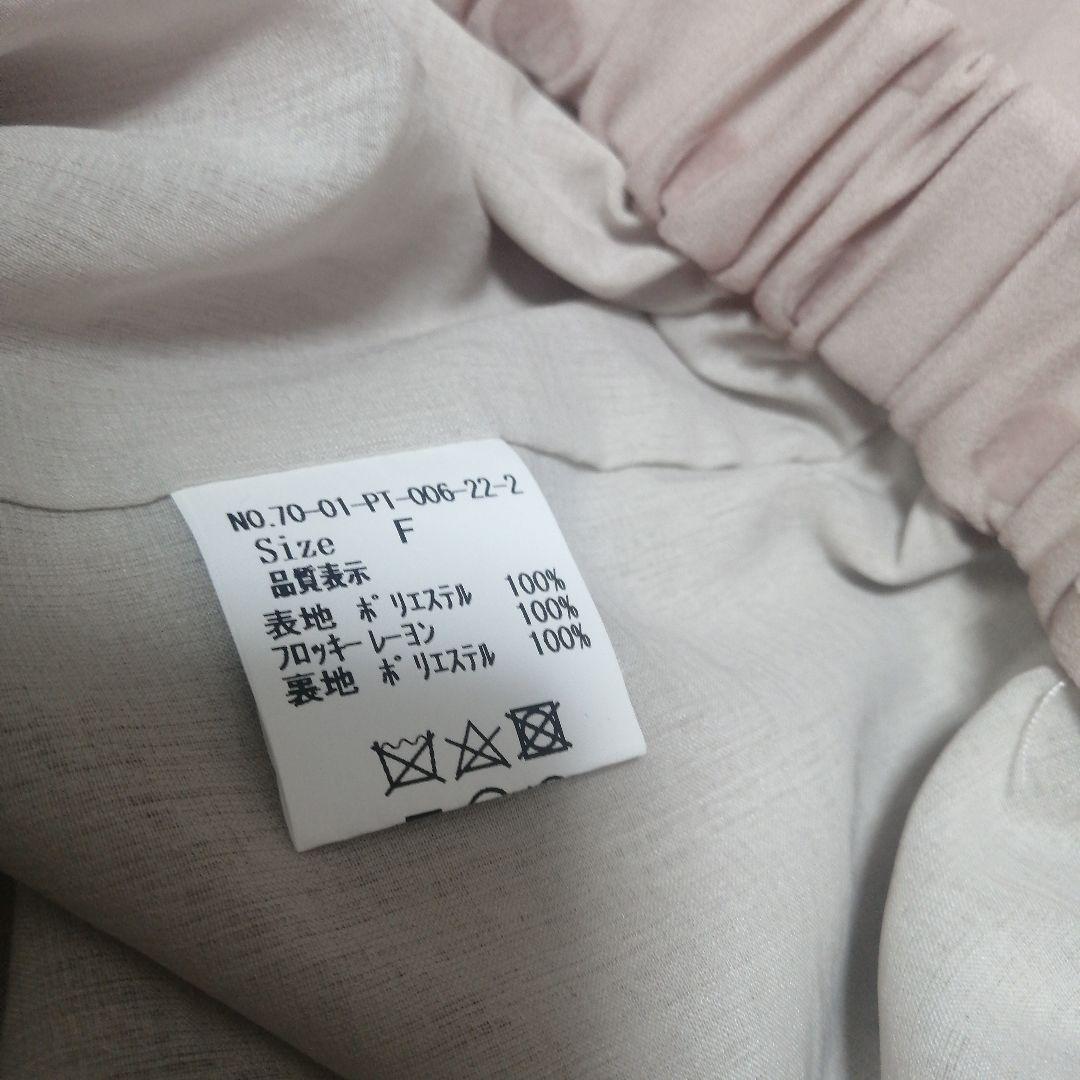 NO.70-01-PT-006-22-2
Size F
品質表示
表地 ポリエステル 100%
フロッキーレーヨン 100%
裏地 ポリエステル 100%